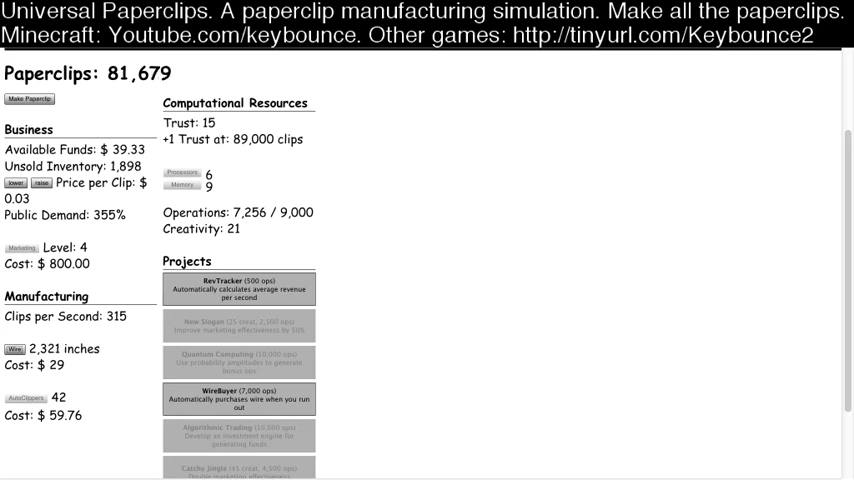 Universal Paperclips. A paperclip manufacturing simulation. Make all the paperclips.
Minecraft: Youtube.com/keybounce. Other games: http://tinyurl.com/Keybounce2
Paperclips: 81,679
Make Paperclip
Business
Available Funds: $ 39.33
Unsold Inventory: 1,898
lower raise Price per Clip: $
0.03
Public Demand: 355%
Marketing Level: 4
Cost: $ 800.00
Manufacturing
Clips per Second: 315
Wire 2,321 inches
Cost: $ 29
AutoClippers 42
Cost: $ 59.76
Computational Resources
Trust: 15
+1 Trust at: 89,000 clips
Processors 6
Memory 9
Operations: 7,256 / 9,000
Creativity: 21
Projects
RevTracker (500 ops)
Automatically calculates average revenue
per second
New Slogan (25 creat, 2,500 ops)
Improve marketing effectiveness by 50%
Quantum Computing (10,000 ops)
Use probability amplitudes to generate
bonus ops
WireBuyer (7,000 ops)
Automatically purchases wire when you run
out
Algorithmic Trading (10,000 ops)
Develop an investment engine for
generating funds
Catchy Jingle (45 creat, 4,500 ops)
Double marketing effectiveness